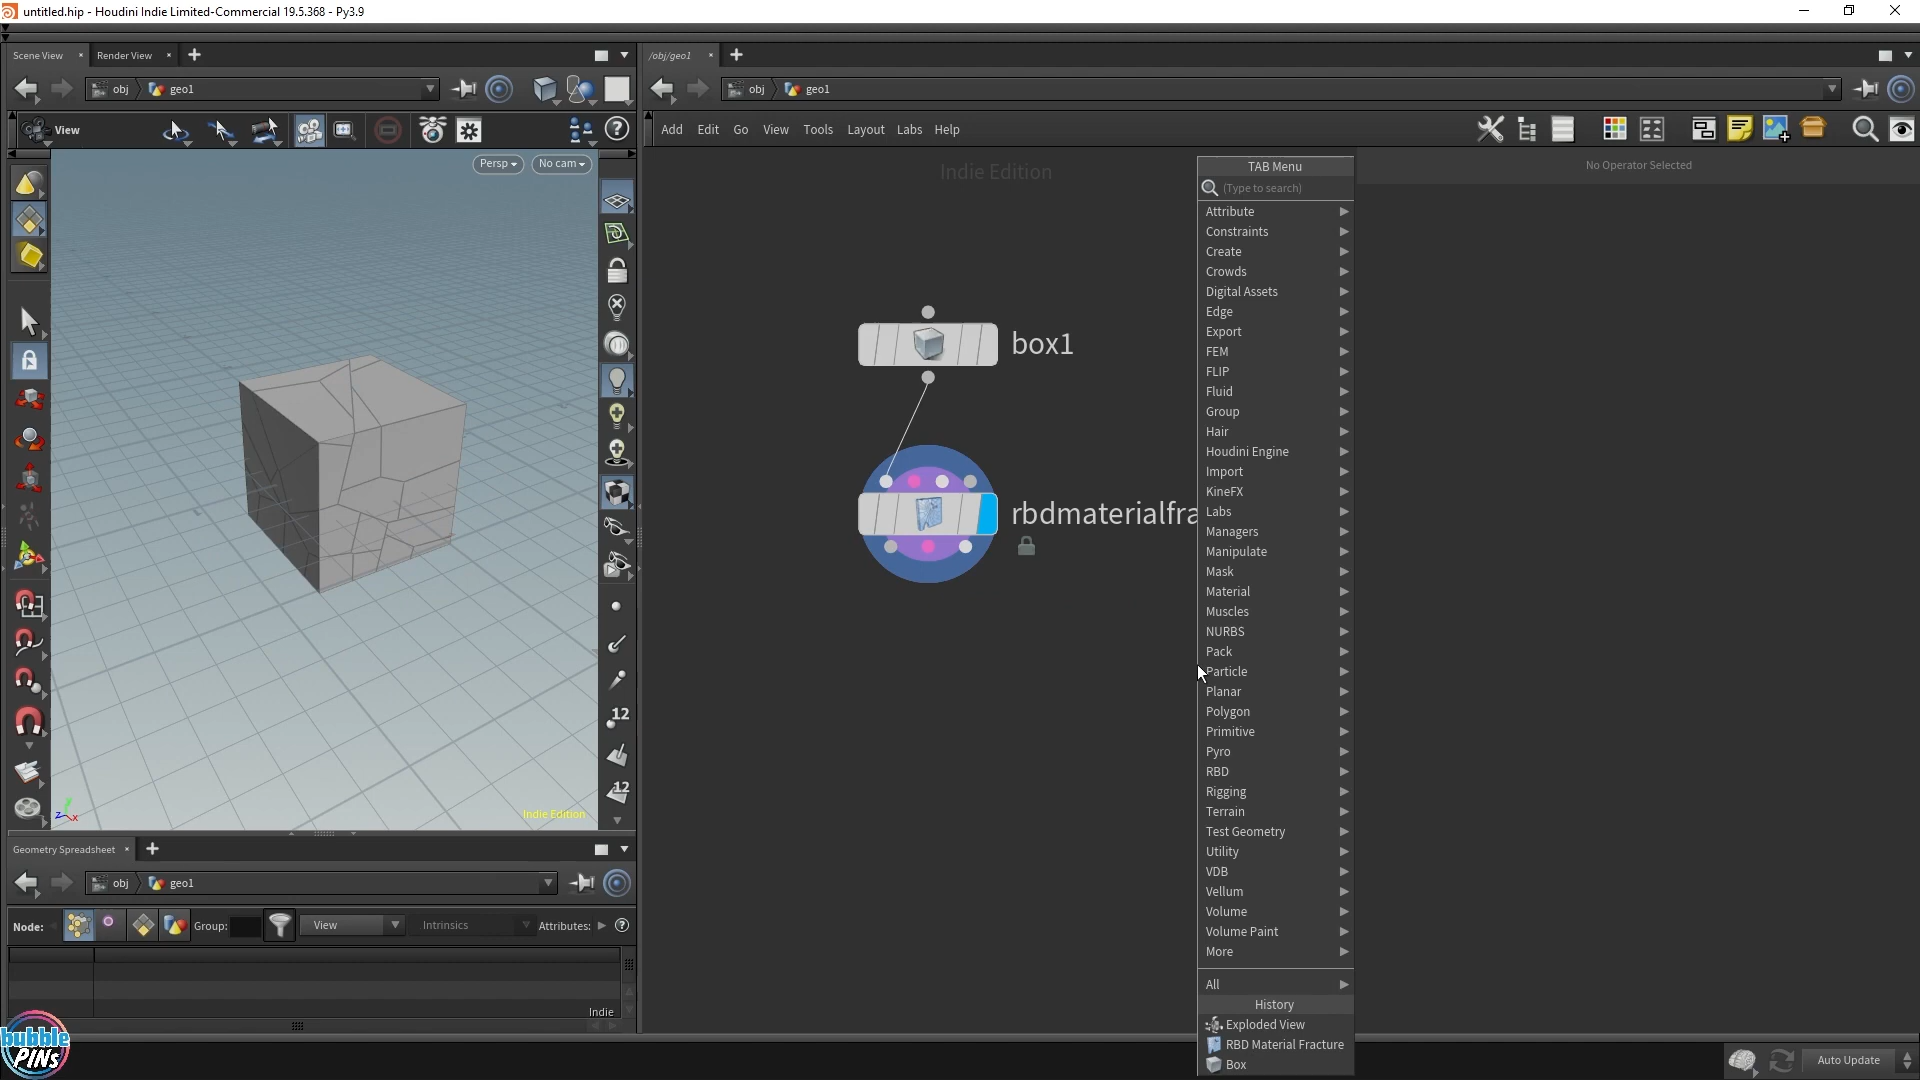 untitled.hip - Houdini Indie Limited-Commercial 19.5.368 - Py3.9
Scene View
Render View
obj
geo1
View
Persp
No cam
12
12
Indie Edition
Geometry Spreadsheet
obj
geo1
Node:
Group:
View
Intrinsics
Attributes:
Indie
bubble
PINS
/obj/geo1
obj
geo1
Add Edit Go View Tools Layout Labs Help
Indie Edition
box1
rbdmaterialfra
No Operator Selected
TAB Menu
(Type to search)
Attribute
Constraints
Create
Crowds
Digital Assets
Edge
Export
FEM
FLIP
Fluid
Group
Hair
Houdini Engine
Import
KineFX
Labs
Managers
Manipulate
Mask
Material
Muscles
NURBS
Pack
Particle
Planar
Polygon
Primitive
Pyro
RBD
Rigging
Terrain
Test Geometry
Utility
VDB
Vellum
Volume
Volume Paint
More
All
History
Exploded View
RBD Material Fracture
Box
Auto Update